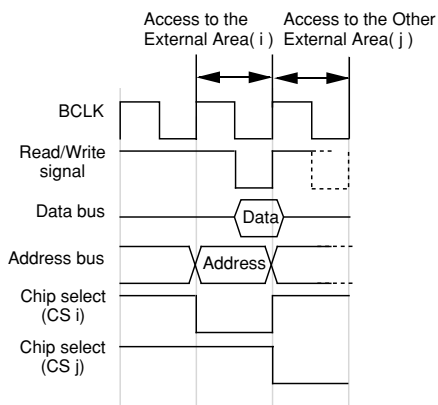 Access to the
External Area( i )
Access to the Other
External Area( j )
BCLK
Read/Write
signal
Data bus
Data
Address bus
Address
Chip select
(CS i)
Chip select
(CS j)